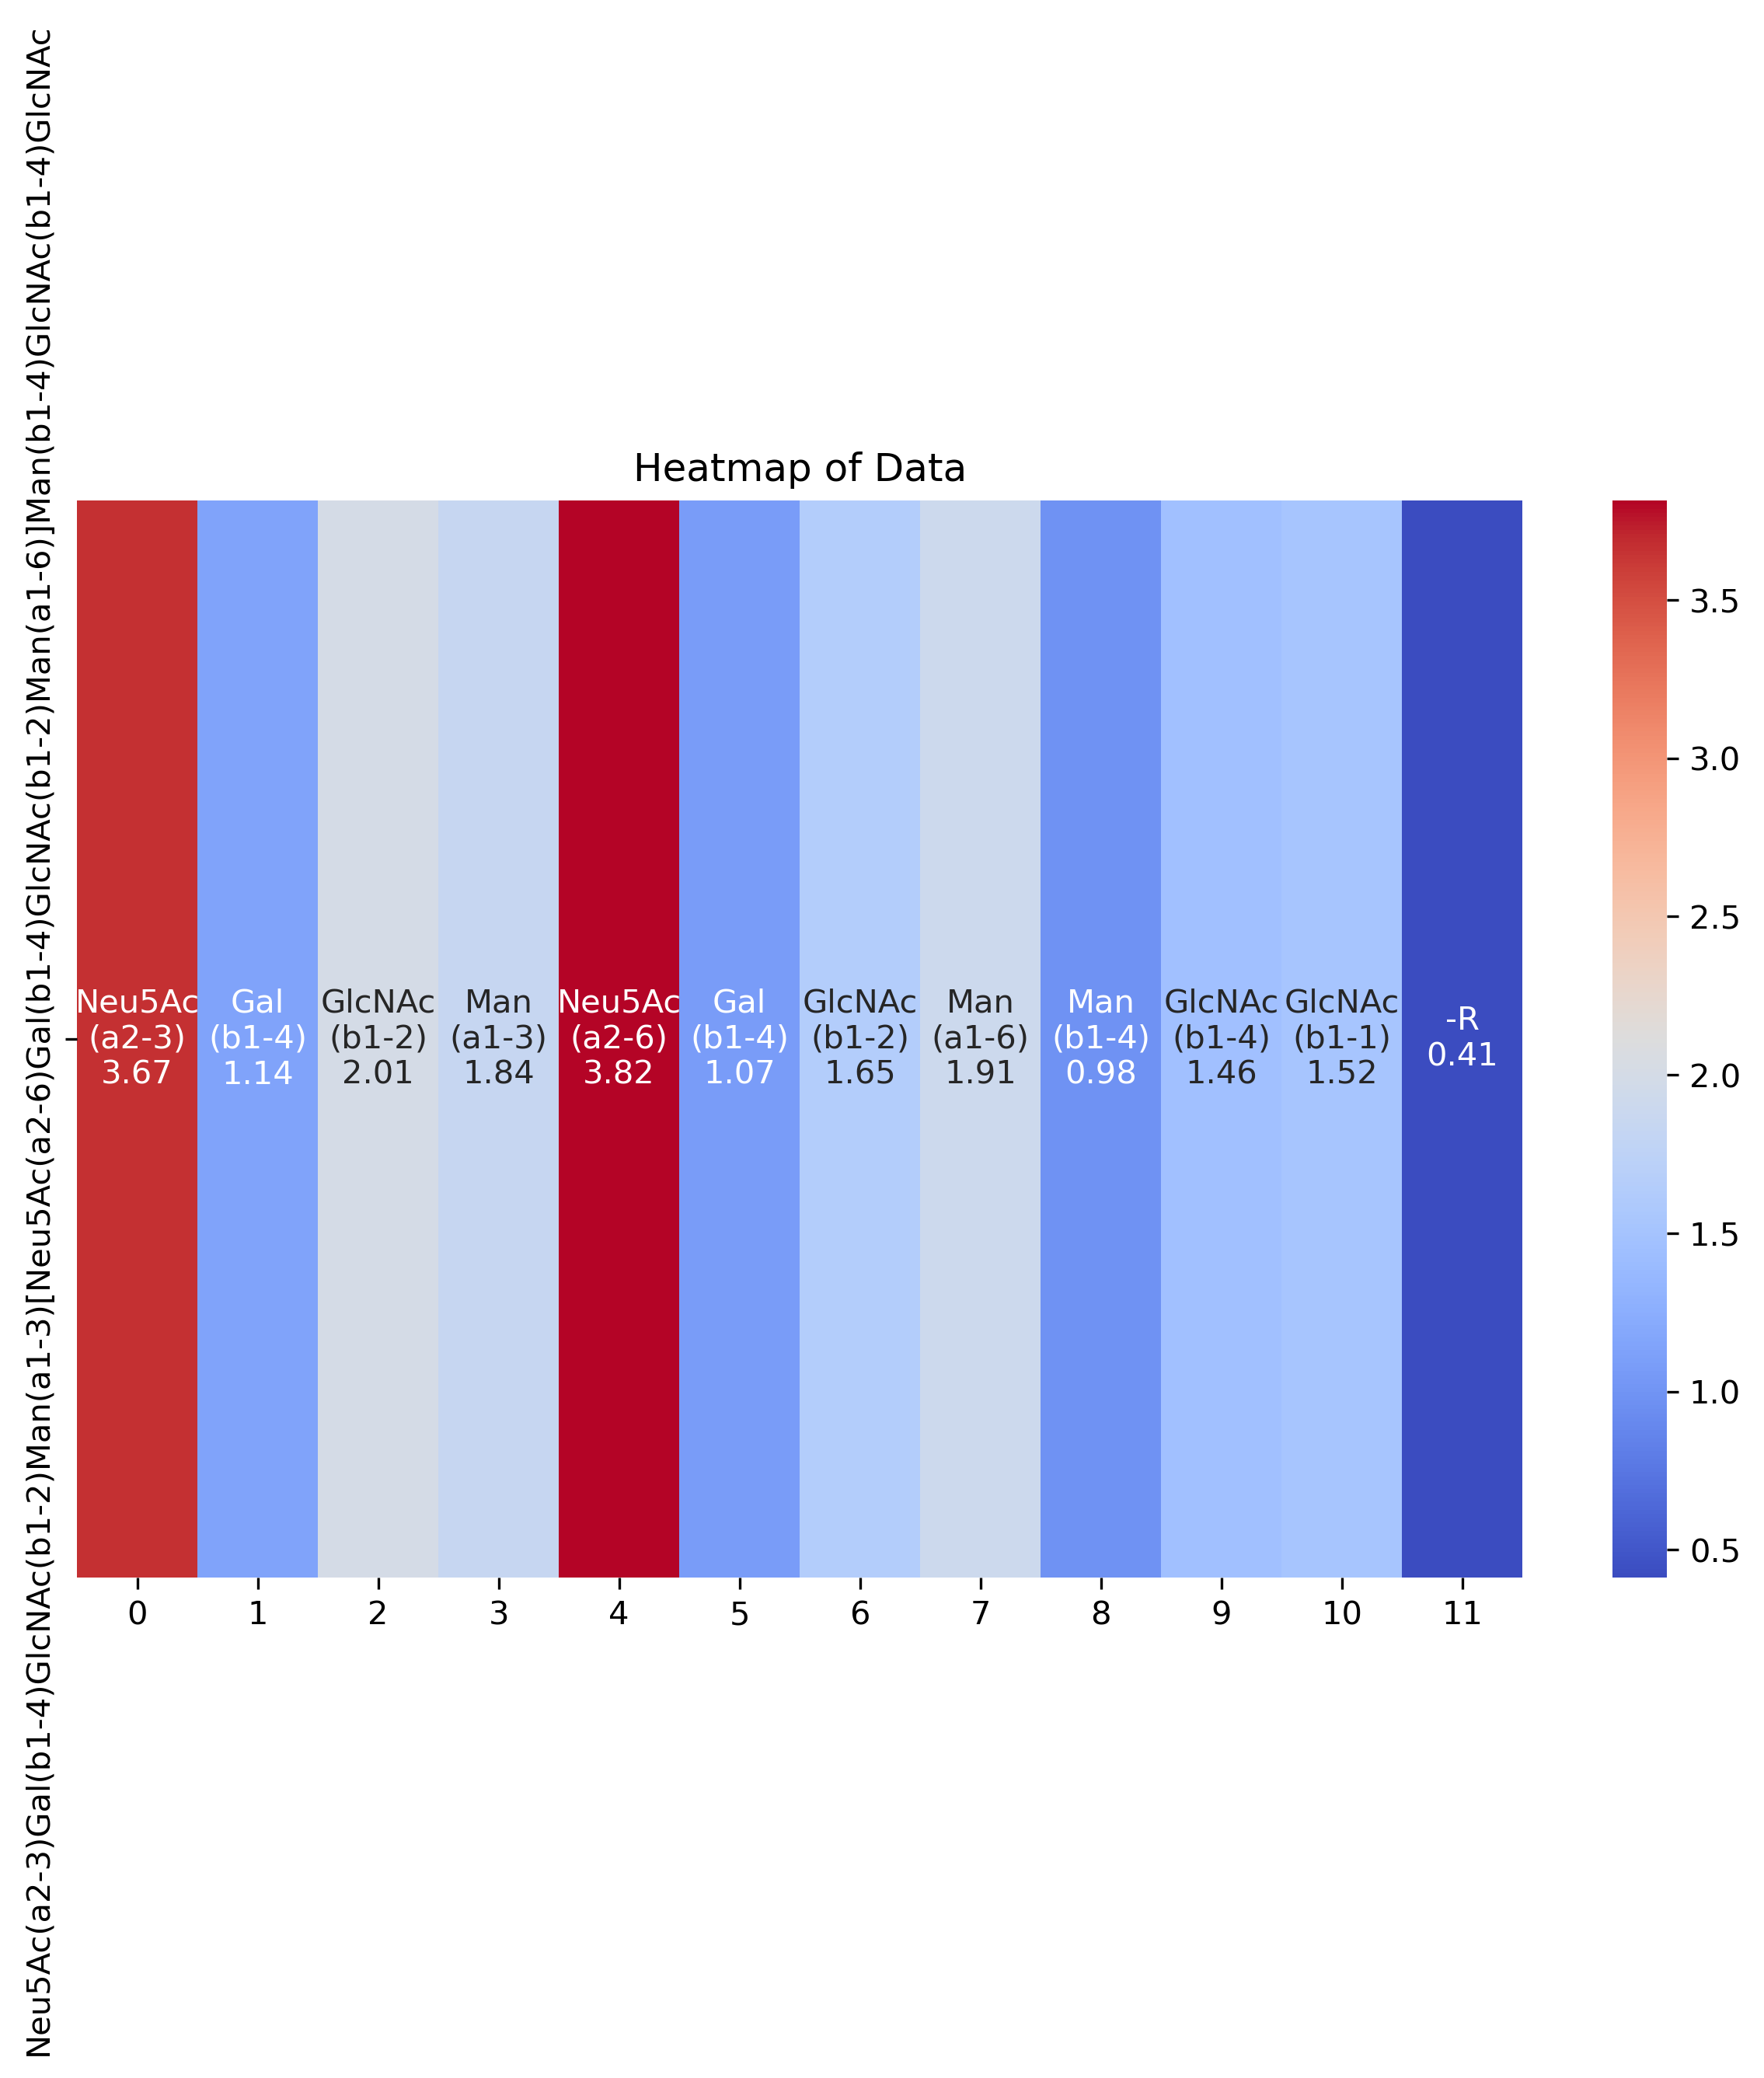 Heatmap of Data
Neu5Ac(a2-3)Gal(b1-4)GlcNAc(b1-2)Man(a1-3)[Neu5Ac(a2-6)Gal(b1-4)GlcNAc(b1-2)Man(a1-6)]Man(b1-4)GlcNAc(b1-4)GlcNAc
Neu5Ac
(a2-3)
3.67
Gal
(b1-4)
1.14
GlcNAc
(b1-2)
2.01
Man
(a1-3)
1.84
Neu5Ac
(a2-6)
3.82
Gal
(b1-4)
1.07
GlcNAc
(b1-2)
1.65
Man
(a1-6)
1.91
Man
(b1-4)
0.98
GlcNAc
(b1-4)
1.46
GlcNAc
(b1-1)
1.52
-R
0.41
0 1 2 3 4 5 6 7 8 9 10 11
3.5
3.0
2.5
2.0
1.5
1.0
0.5